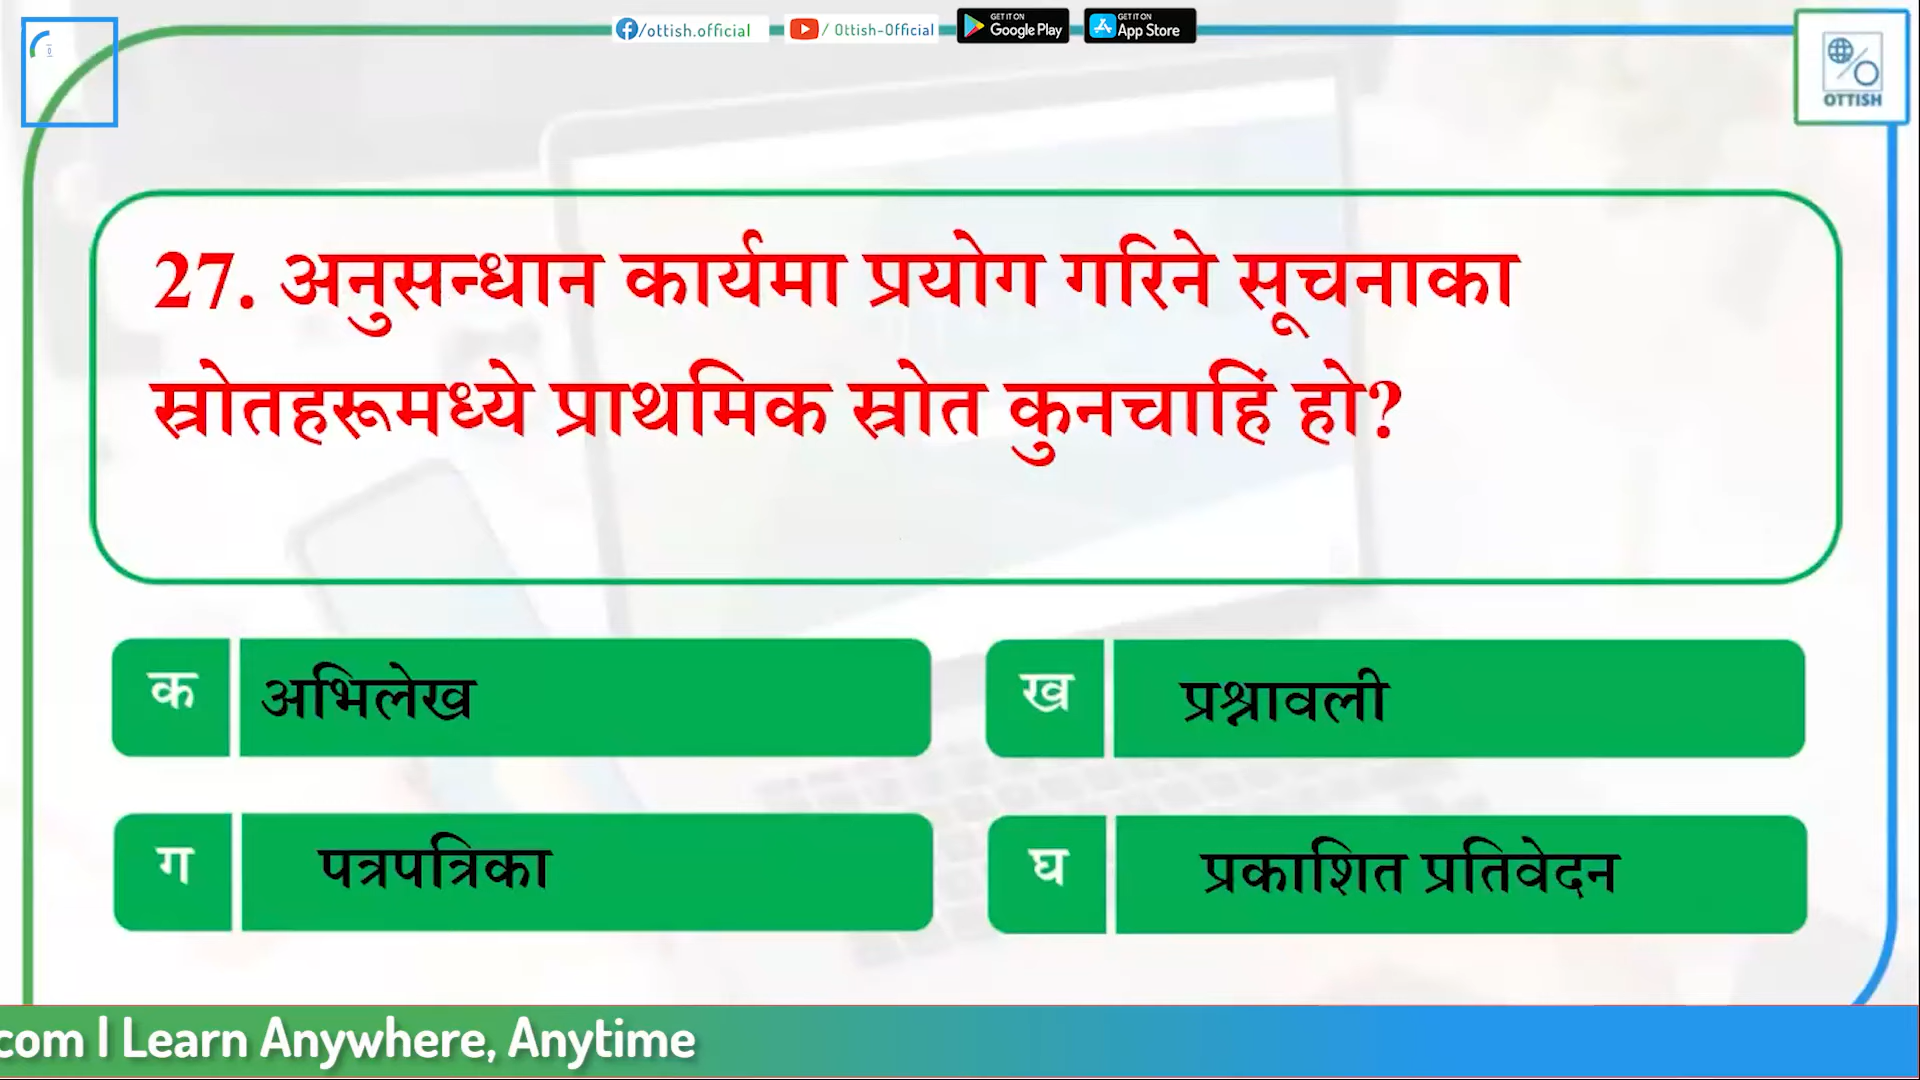 /ottish.official
/ Ottish-Official
GET IT ON
Google Play
GET IT ON
App Store
OTTISH
27. अनुसन्धान कार्यमा प्रयोग गरिने सूचनाका
स्रोतहरूमध्ये प्राथमिक स्रोत कुनचाहिं हो?
क अभिलेख
ख प्रश्नावली
ग पत्रपत्रिका
घ प्रकाशित प्रतिवेदन
com | Learn Anywhere, Anytime